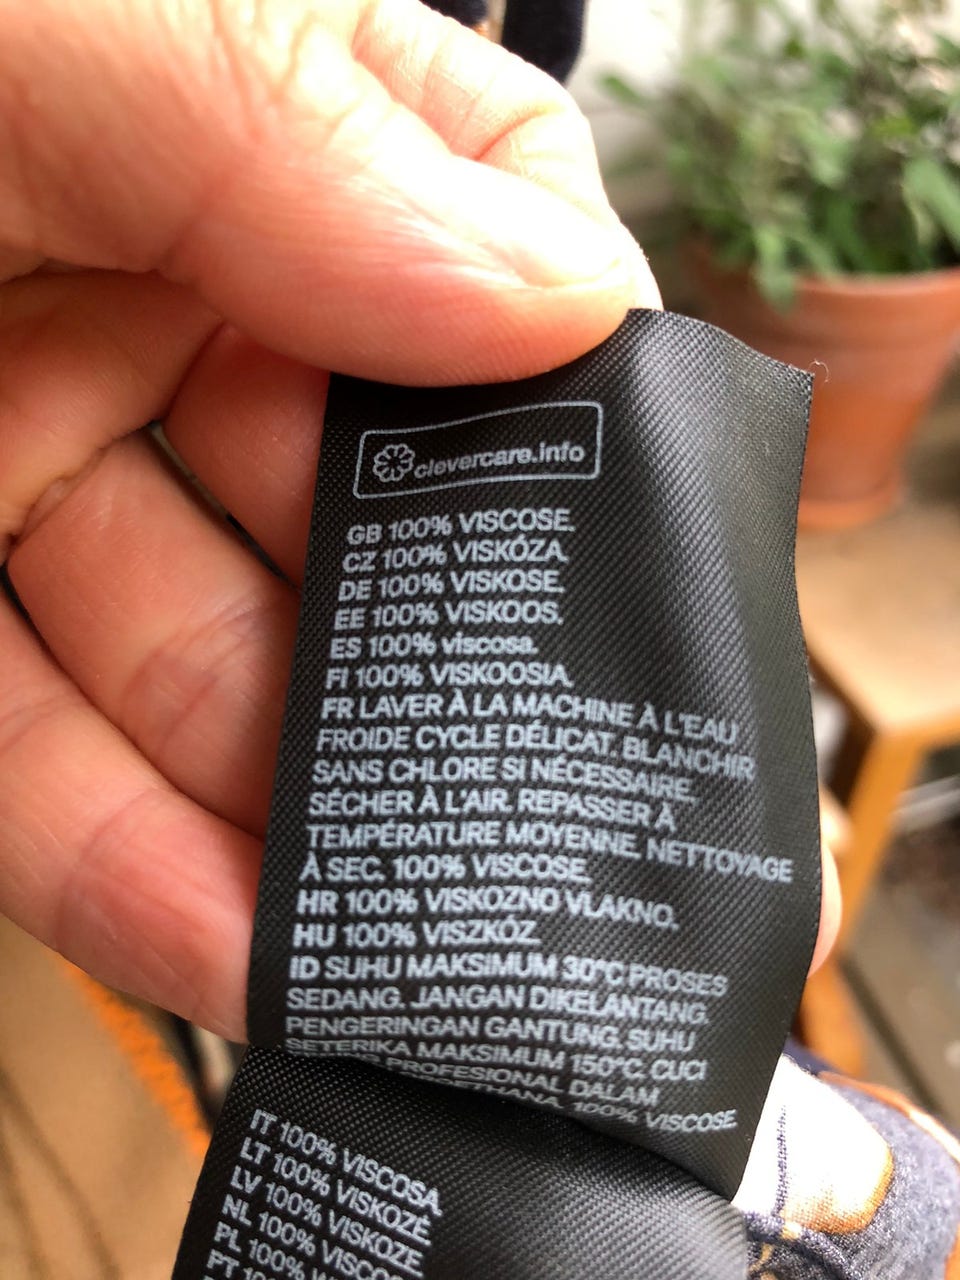 clevercare.info
GB 100% VISCOSE.
CZ 100% VISKÓZA.
DE 100% VISKOSE.
EE 100% VISKOOS.
ES 100% viscosa.
FI 100% VISKOOSIA.
FR LAVER À LA MACHINE À L'EAU
FROIDE CYCLE DÉLICAT. BLANCHIR
SANS CHLORE SI NÉCESSAIRE.
SÉCHER À L'AIR. REPASSER À
TEMPÉRATURE MOYENNE. NETTOYAGE
À SEC. 100% VISCOSE.
HR 100% VISKOZNO VLAKNO.
HU 100% VISZKÓZ.
ID SUHU MAKSIMUM 30°C PROSES
SEDANG. JANGAN DIKELANTANG.
PENGERINGAN GANTUNG. SUHU
SETERIKA MAKSIMUM 150°C. CUCI
PROFESIONAL DALAM
100% VISCOSE.
IT 100% VISCOSA
LT 100% VISKOZĖ
LV 100% VISKOZE
NL 100% VISCOSE
PL 100%
PT